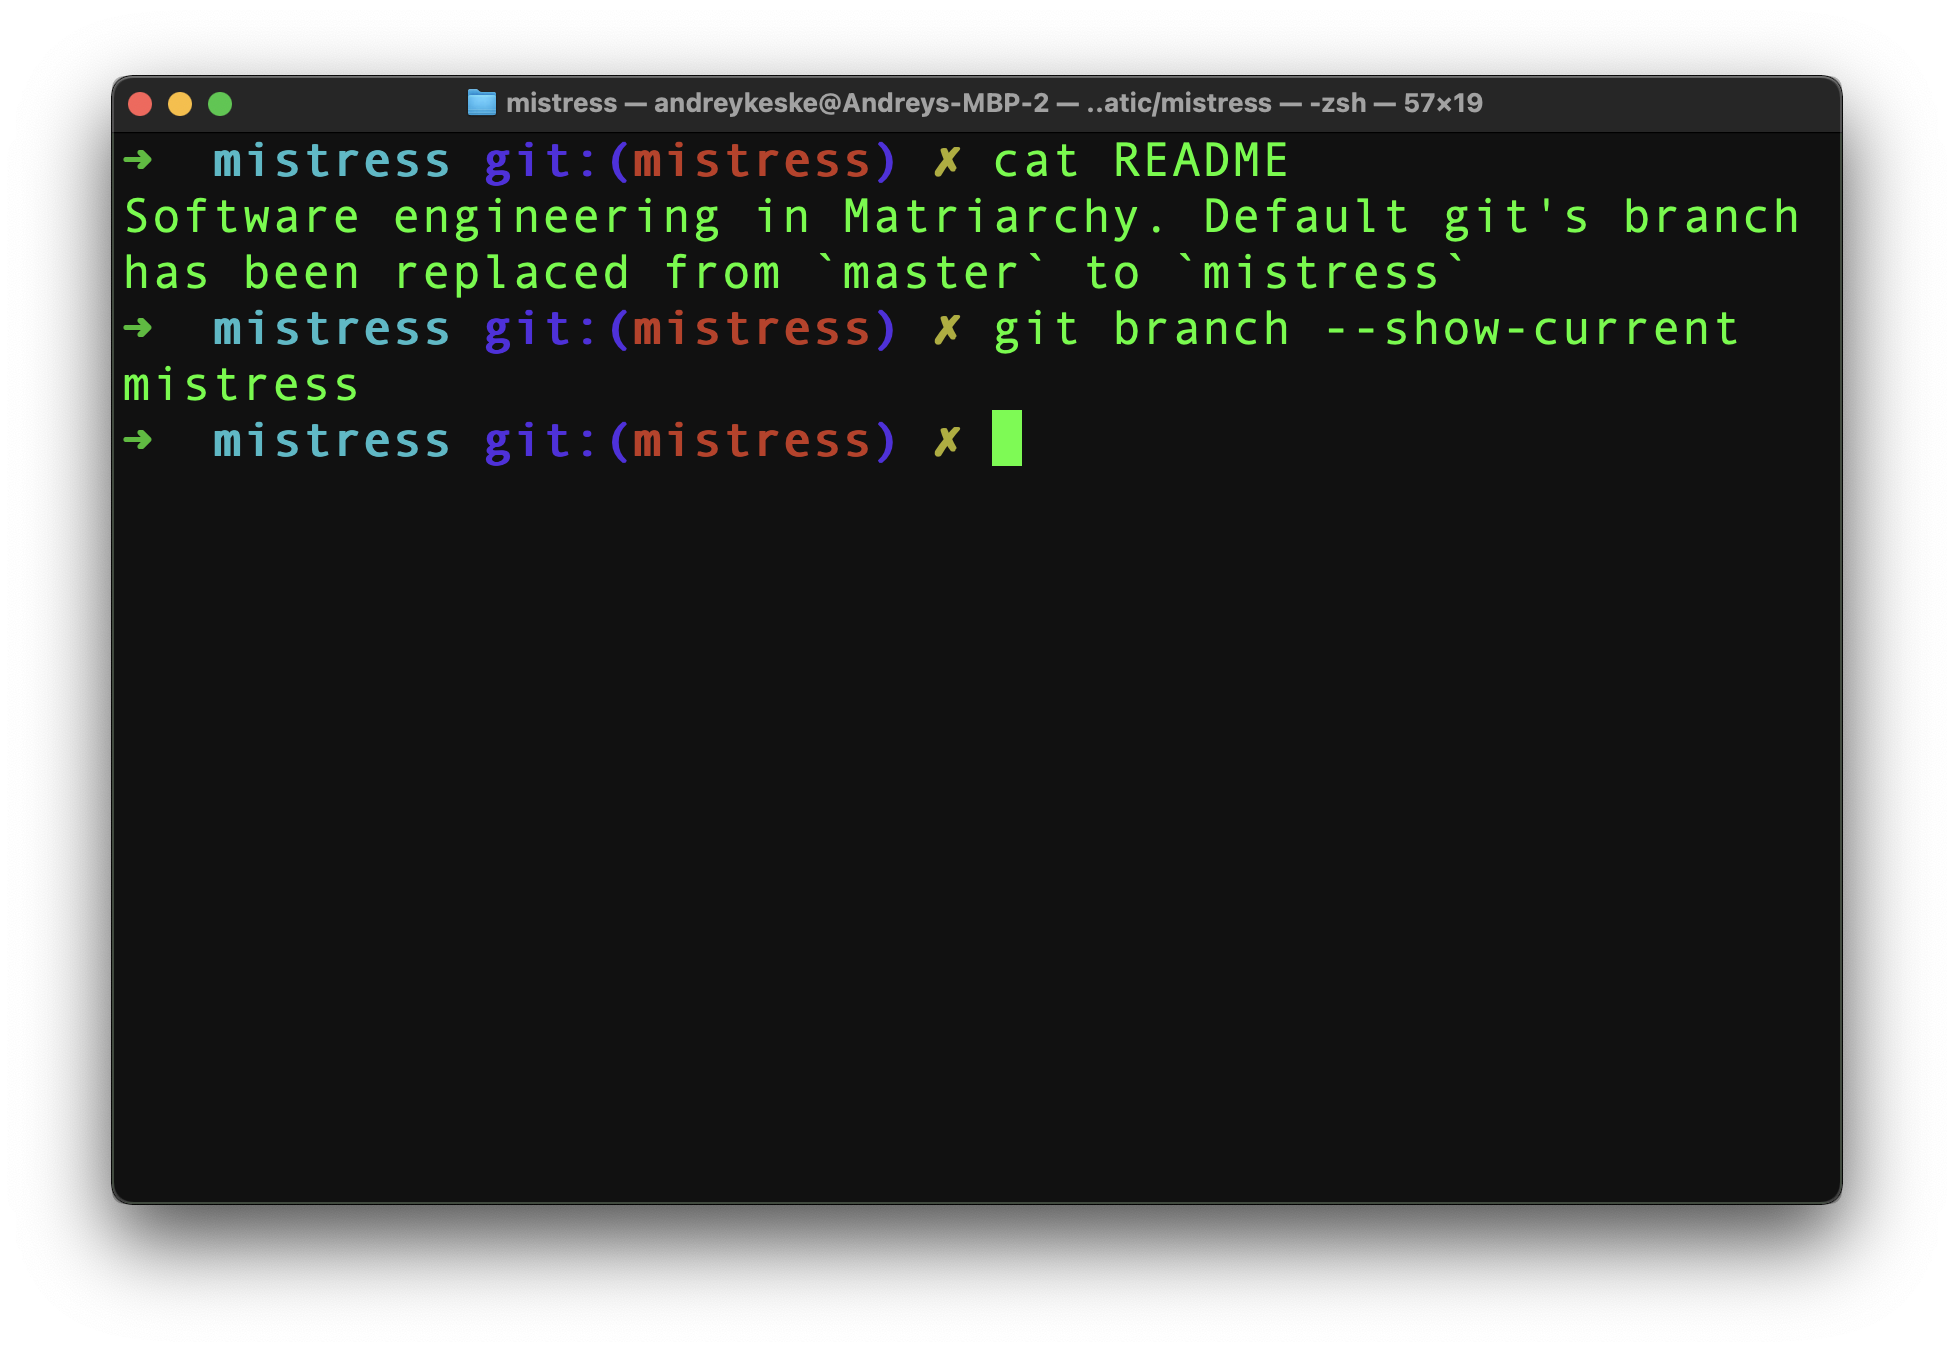 mistress — andreykeske@Andreys-MBP-2 — ..atic/mistress — -zsh — 57×19
➜  mistress git:(mistress) ✗ cat README
Software engineering in Matriarchy. Default git's branch
has been replaced from `master` to `mistress`
➜  mistress git:(mistress) ✗ git branch --show-current
mistress
➜  mistress git:(mistress) ✗